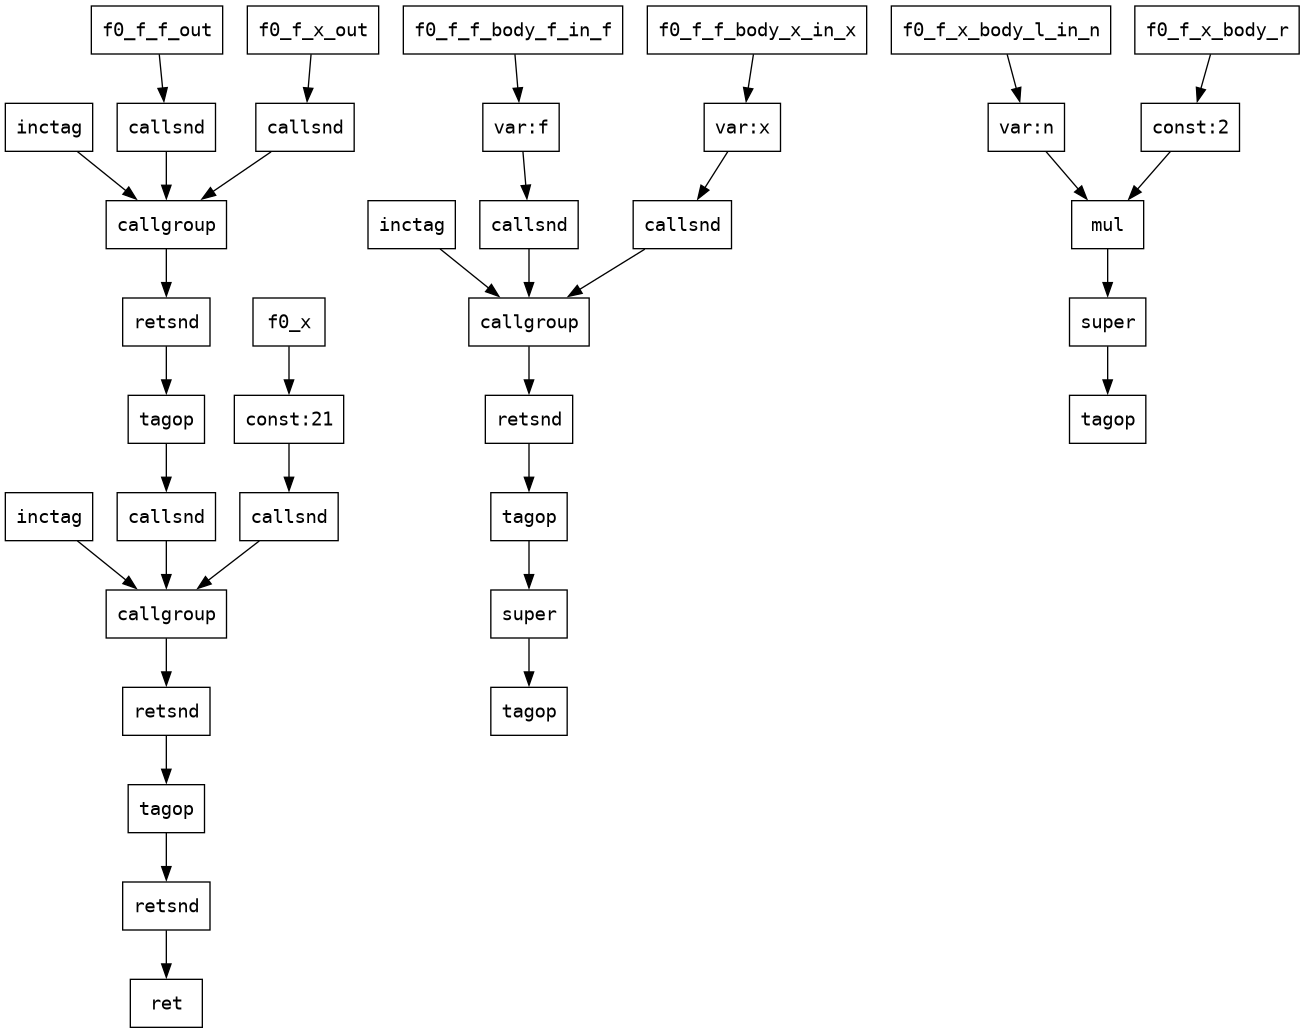 f0_f_f_out
f0_f_x_out
f0_f_f_body_f_in_f
f0_f_f_body_x_in_x
f0_f_x_body_l_in_n
f0_f_x_body_r
inctag
callsnd
callsnd
var:f
var:x
var:n
const:2
callgroup
inctag
callsnd
callsnd
mul
retsnd
f0_x
callgroup
super
tagop
const:21
retsnd
tagop
inctag
callsnd
callsnd
tagop
callgroup
super
retsnd
tagop
tagop
retsnd
ret